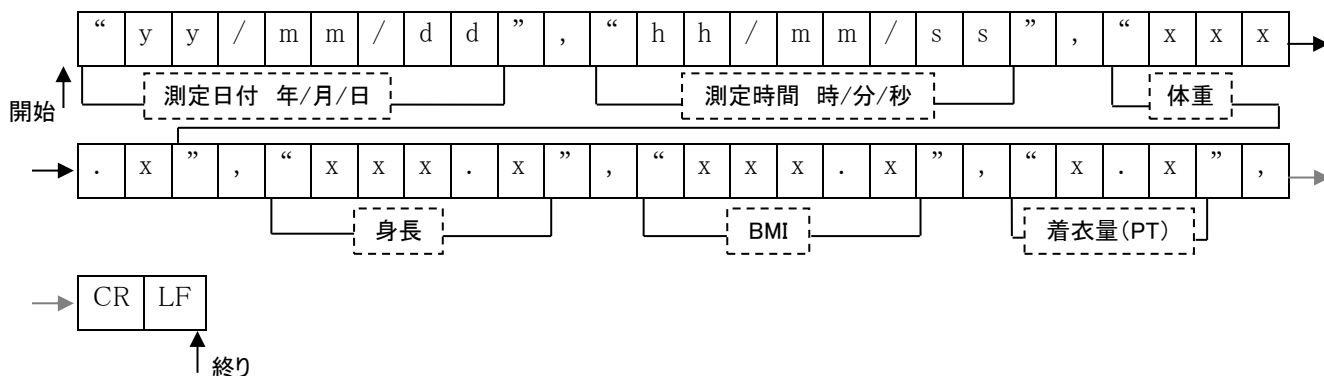 “ y y / m m / d d ” , “ h h / m m / s s ” , “ x x x
測定日付 年/月/日 測定時間 時/分/秒 体重
開始
. x ” , “ x x x . x ” , “ x x x . x ” , “ x . x ” ,
身長 BMI 着衣量(PT)
CR LF
終り